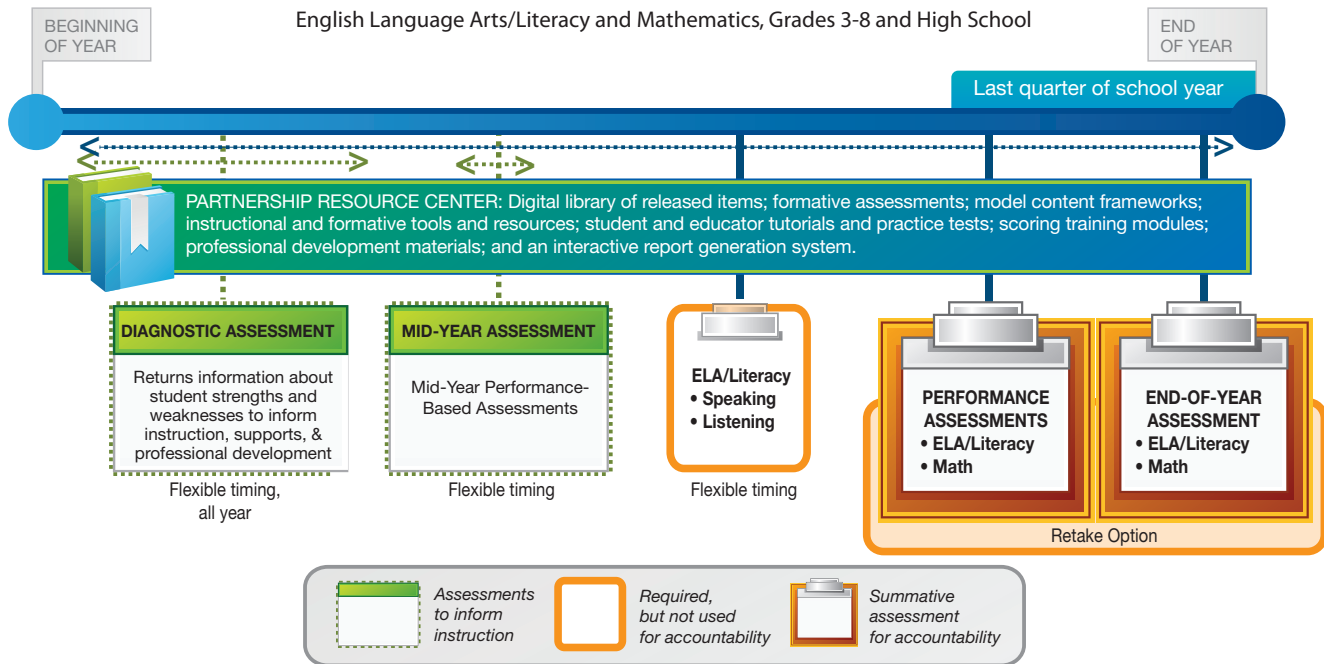 English Language Arts/Literacy and Mathematics, Grades 3-8 and High School
BEGINNING
OF YEAR
END
OF YEAR
Last quarter of school year
PARTNERSHIP RESOURCE CENTER: Digital library of released items; formative assessments; model content frameworks;
instructional and formative tools and resources; student and educator tutorials and practice tests; scoring training modules;
professional development materials; and an interactive report generation system.
DIAGNOSTIC ASSESSMENT
Returns information about
student strengths and
weaknesses to inform
instruction, supports, &
professional development
Flexible timing,
all year
MID-YEAR ASSESSMENT
Mid-Year Performance-
Based Assessments
Flexible timing
ELA/Literacy
• Speaking
• Listening
Flexible timing
PERFORMANCE
ASSESSMENTS
• ELA/Literacy
• Math
END-OF-YEAR
ASSESSMENT
• ELA/Literacy
• Math
Retake Option
Assessments
to inform
instruction
Required,
but not used
for accountability
Summative
assessment
for accountability